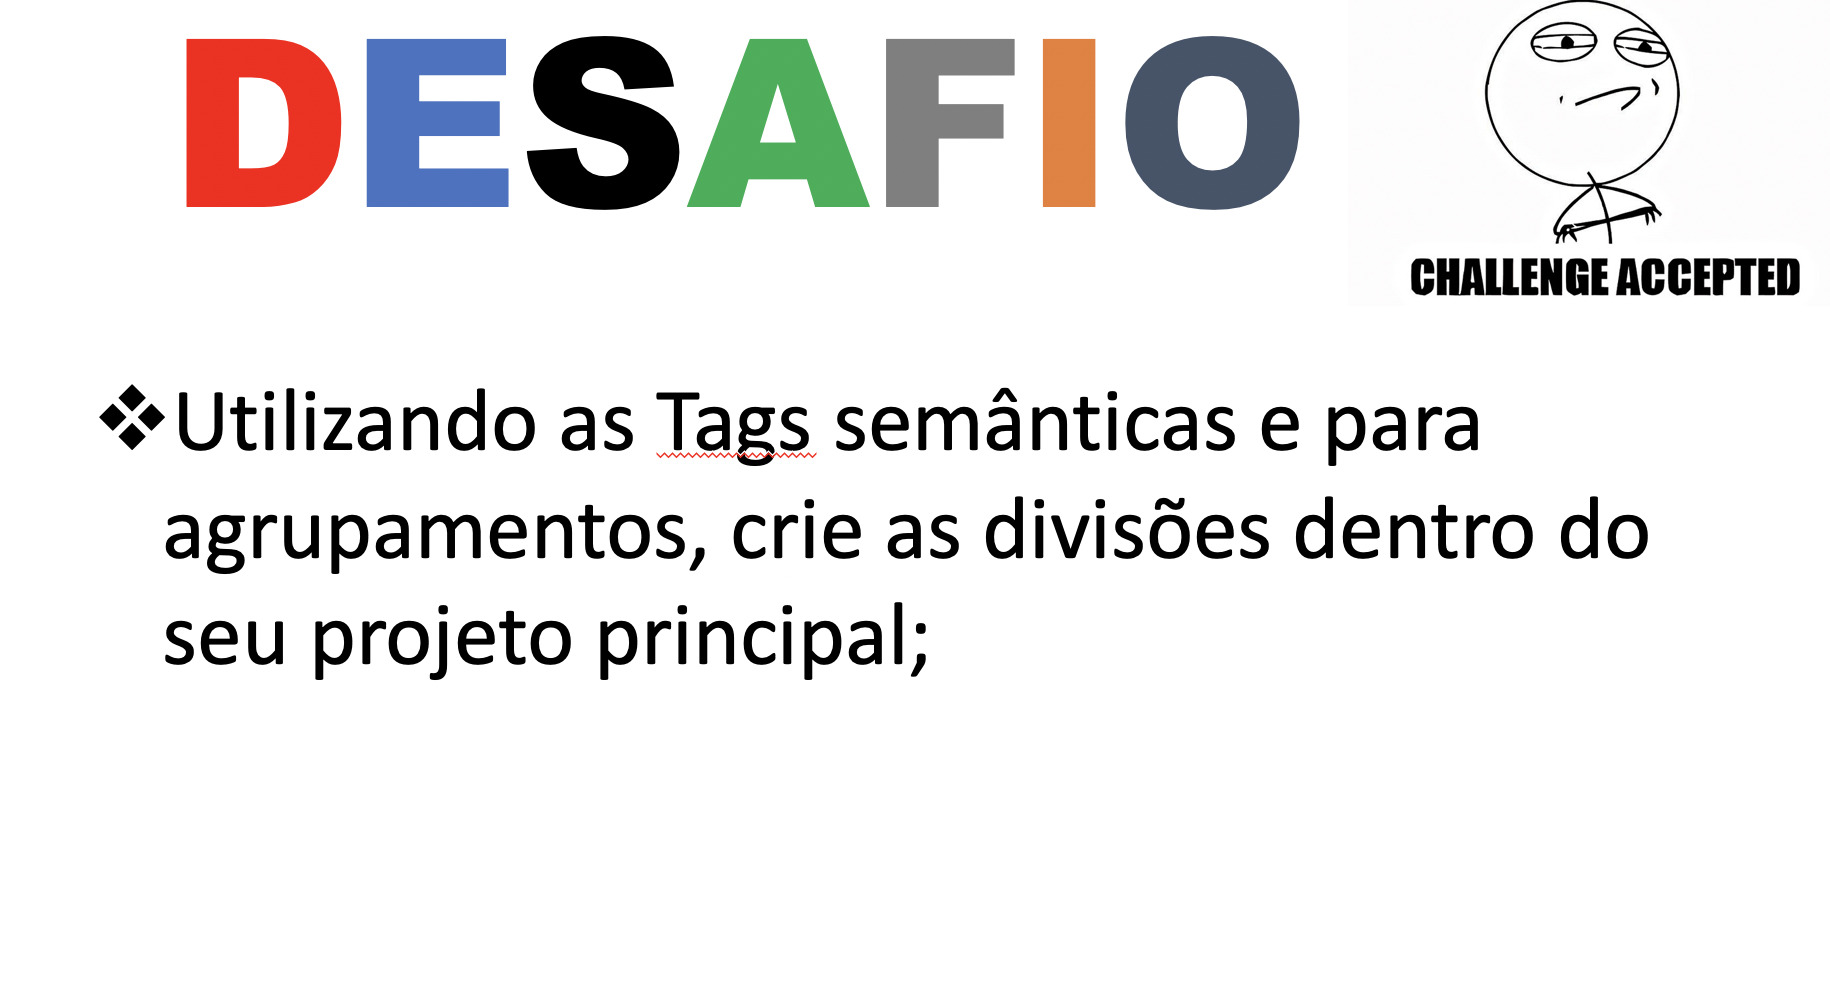 DESAFIO
CHALLENGE ACCEPTED
❖Utilizando as Tags semânticas e para
agrupamentos, crie as divisões dentro do
seu projeto principal;